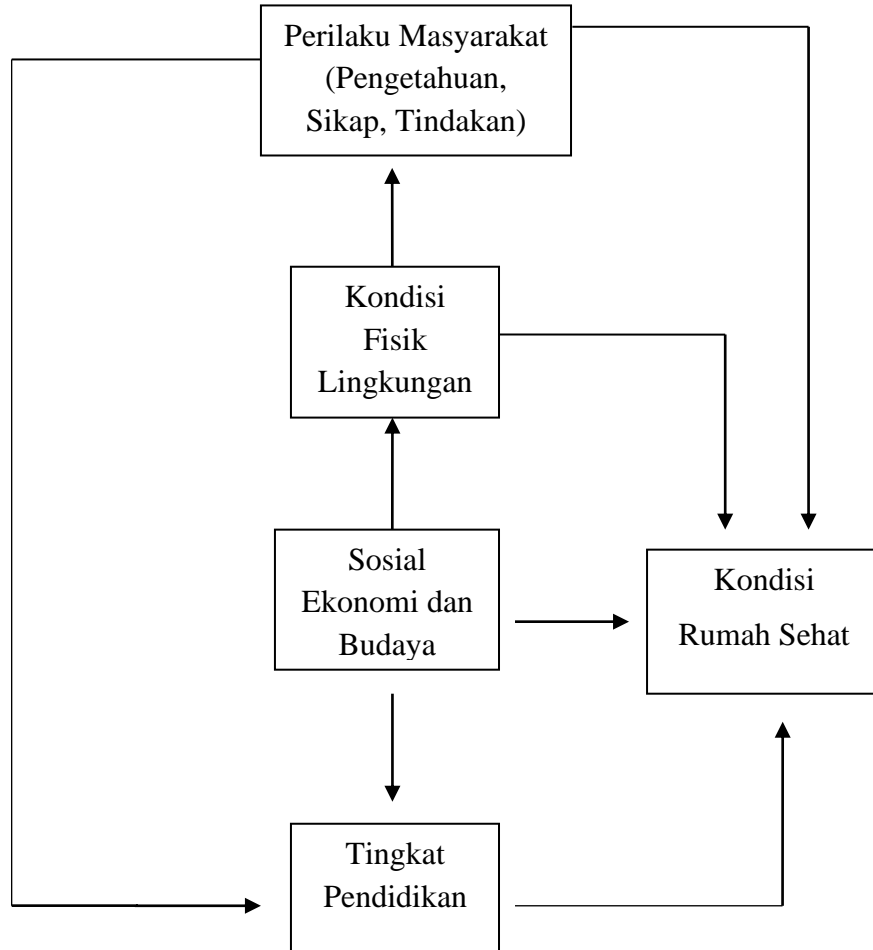 Perilaku Masyarakat
(Pengetahuan,
Sikap, Tindakan)
Kondisi
Fisik
Lingkungan
Sosial
Ekonomi dan
Budaya
Kondisi
Rumah Sehat
Tingkat
Pendidikan